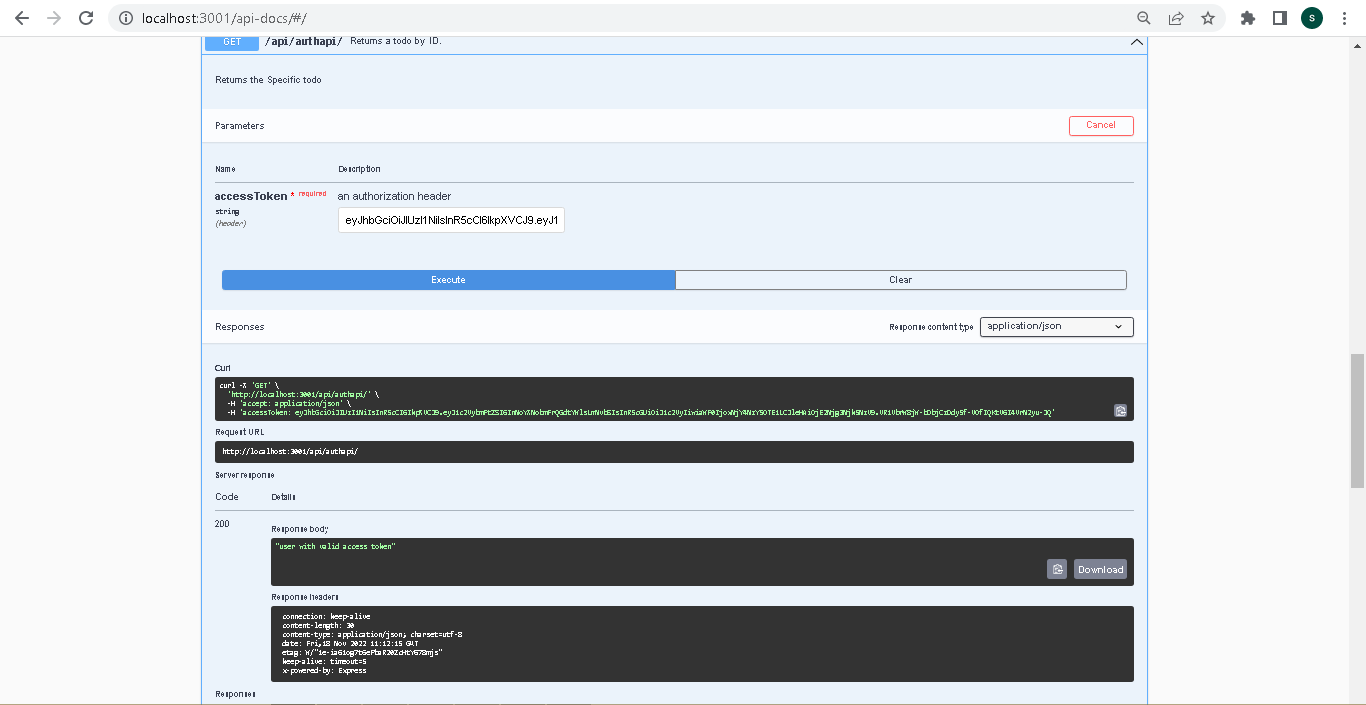 localhost:3001/api-docs/#/
S
GET /api/authapi/ Returns a todo by ID.
Returns the Specific todo
Parameters
Cancel
Name Description
accessToken * required an authorization header
string
(header)
eyJhbGciOiJIUzI1NiIsInR5cCI6IkpXVCJ9.eyJ1
Execute Clear
Responses Response content type application/json
Curl
curl -X 'GET' \
'http://localhost:3001/api/authapi/' \
-H 'accept: application/json' \
-H 'accessToken:
Request URL
http://localhost:3001/api/authapi/
Server response
Code Details
200
Response body
"user with valid access token"
Download
Response headers
connection: keep-alive
content-length: 30
content-type: application/json; charset=utf-8
date: Fri,18 Nov 2022 11:12:15 GMT
etag:
keep-alive: timeout=5
x-powered-by: Express
Responses